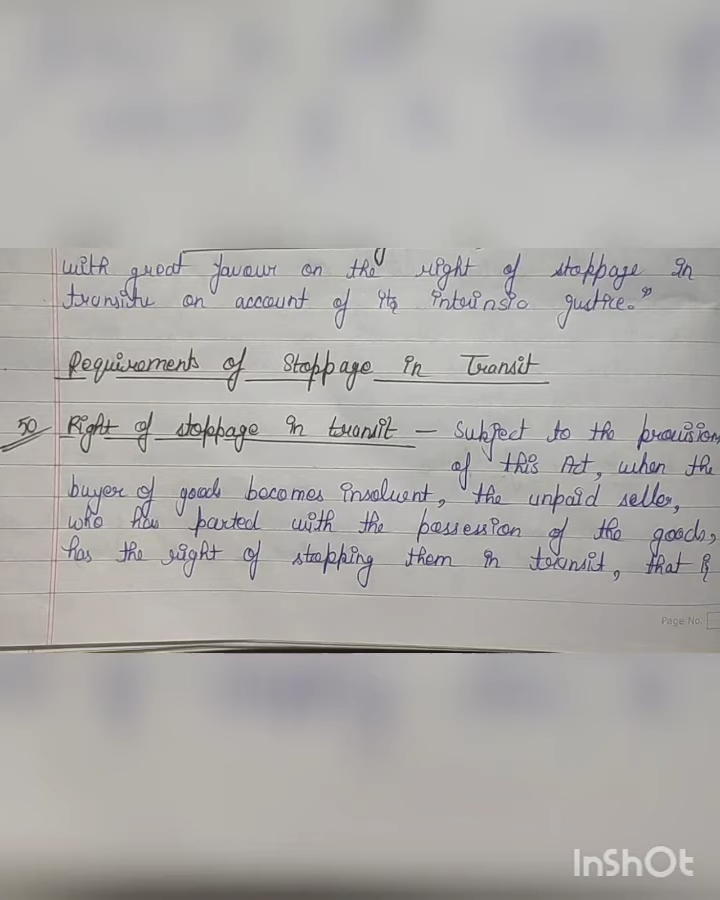 with great favour on the right of stoppage in
transitu on account of its intrinsic justice."
Requirements of Stoppage in Transit
50 Right of stoppage in transit — Subject to the provision
of this Act, when the
buyer of goods becomes insolvent, the unpaid seller,
who has parted with the possession of the goods,
has the right of stopping them in transit, that is
Page No.
InShOt